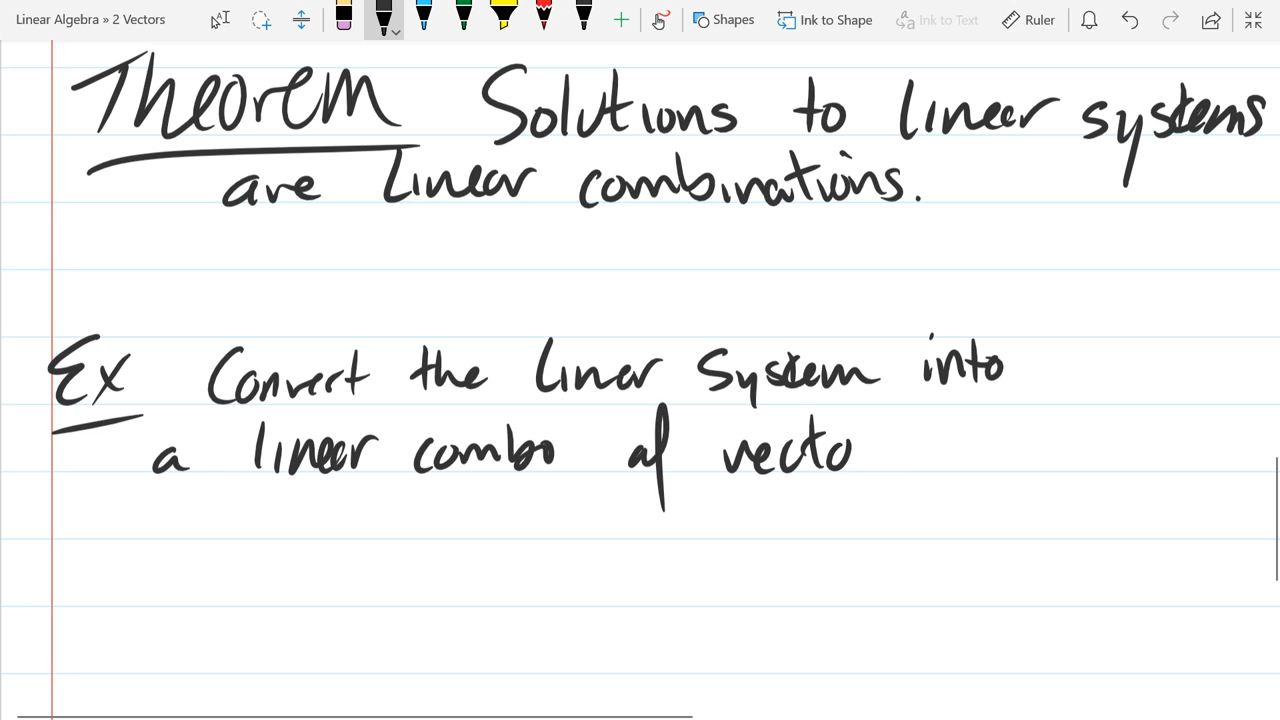 Linear Algebra » 2 Vectors
Shapes
Ink to Shape
Ink to Text
Ruler
Theorem Solutions to linear systems
are linear combinations.
Ex Convert the linear system into
a linear combo of vecto